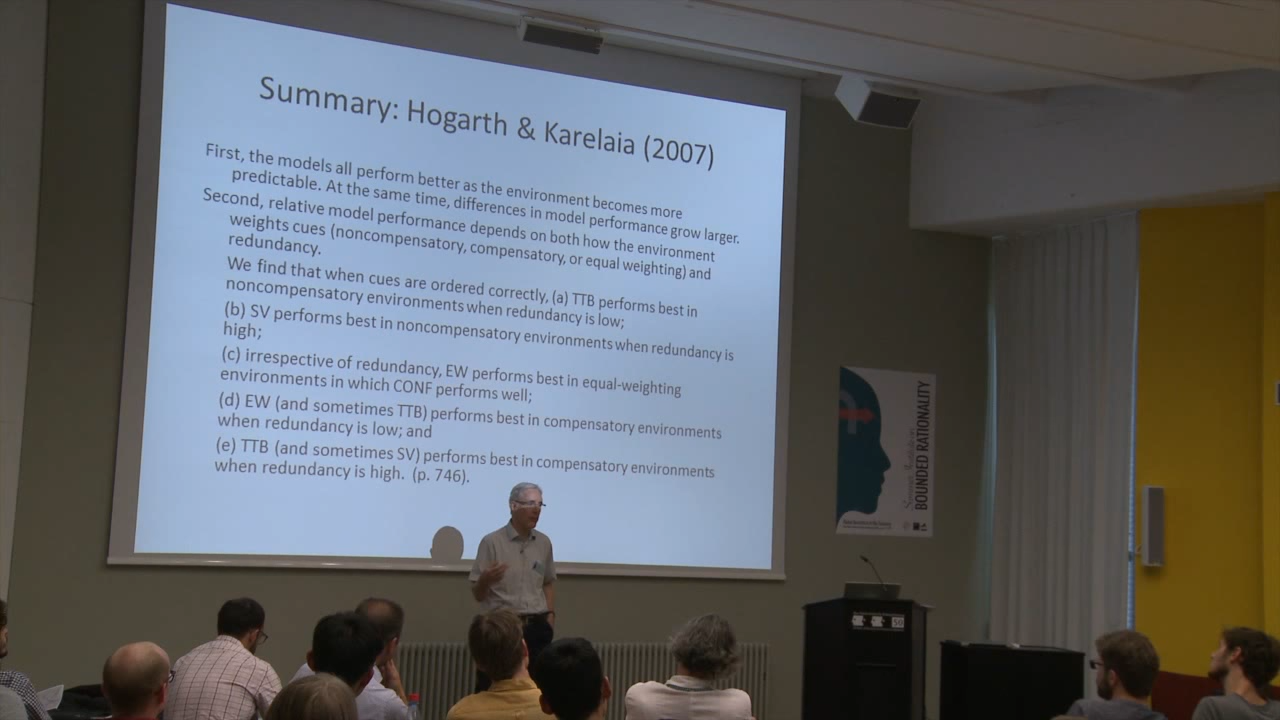 Summary: Hogarth & Karelaia (2007)
First, the models all perform better as the environment becomes more
predictable. At the same time, differences in model performance grow larger.
Second, relative model performance depends on both how the environment
weights cues (noncompensatory, compensatory, or equal weighting) and
redundancy.
We find that when cues are ordered correctly, (a) TTB performs best in
noncompensatory environments when redundancy is low;
(b) SV performs best in noncompensatory environments when redundancy is
high;
(c) irrespective of redundancy, EW performs best in equal-weighting
environments in which CONF performs well;
(d) EW (and sometimes TTB) performs best in compensatory environments
when redundancy is low; and
(e) TTB (and sometimes SV) performs best in compensatory environments
when redundancy is high. (p. 746).
Summer Institute on
BOUNDED RATIONALITY
50